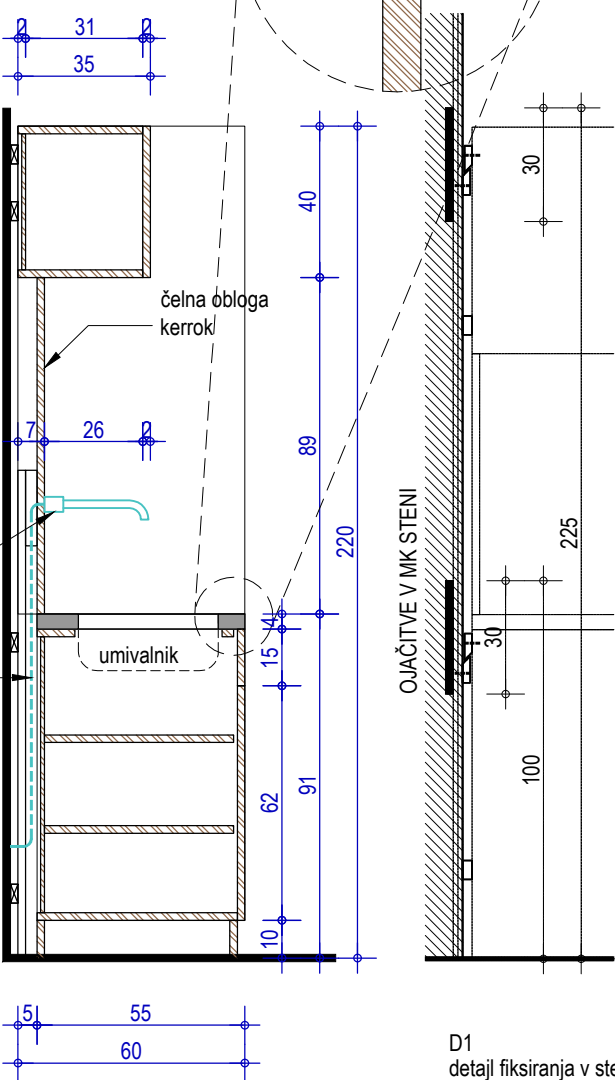 2 31 2
35
40
30
čelna obloga
kerrok
7 26 2
89
220
225
OJAČITVE V MK STENI
4
15
umivalnik
30
62
91
100
10
5 55
60
D1
detajl fiksiranja v ste